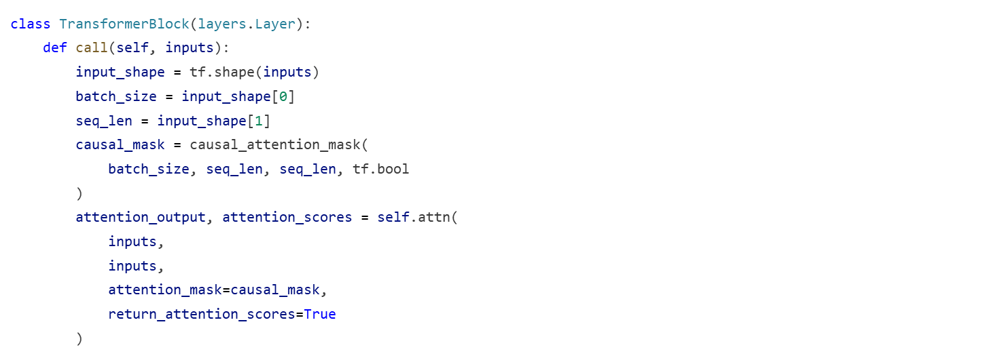 class TransformerBlock(layers.Layer):
    def call(self, inputs):
        input_shape = tf.shape(inputs)
        batch_size = input_shape[0]
        seq_len = input_shape[1]
        causal_mask = causal_attention_mask(
            batch_size, seq_len, seq_len, tf.bool
        )
        attention_output, attention_scores = self.attn(
            inputs,
            inputs,
            attention_mask=causal_mask,
            return_attention_scores=True
        )